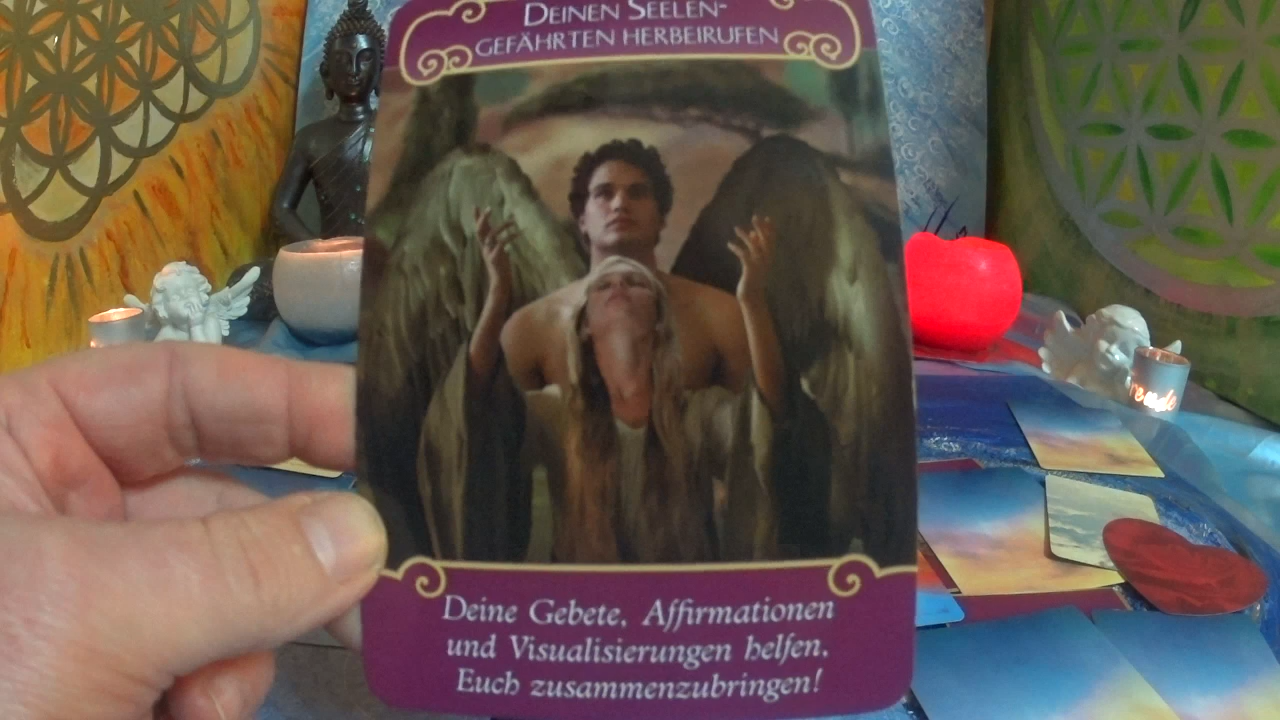 DEINEN SEELEN-
GEFÄHRTEN HERBEIRUFEN
Deine Gebete, Affirmationen
und Visualisierungen helfen,
Euch zusammenzubringen!